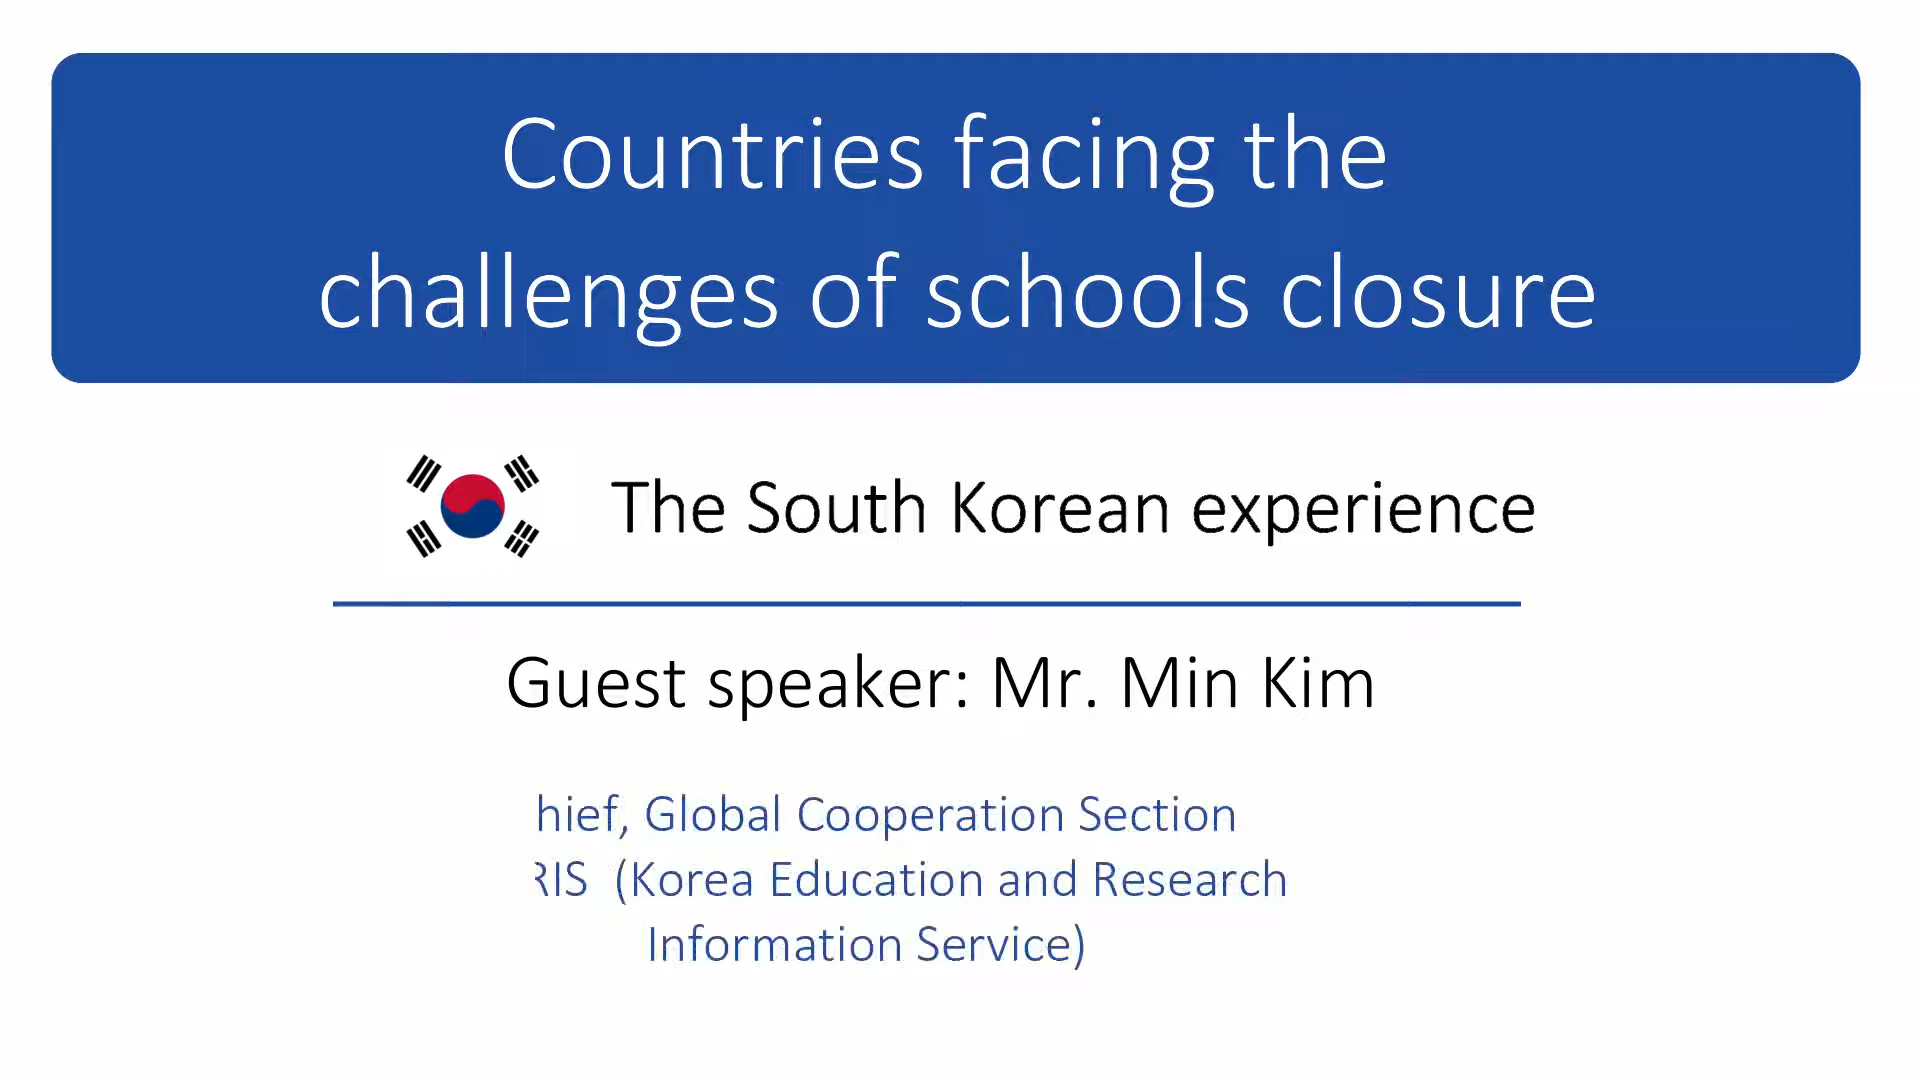 Countries facing the
challenges of schools closure
The South Korean experience
Guest speaker: Mr. Min Kim
hief, Global Cooperation Section
RIS (Korea Education and Research
Information Service)